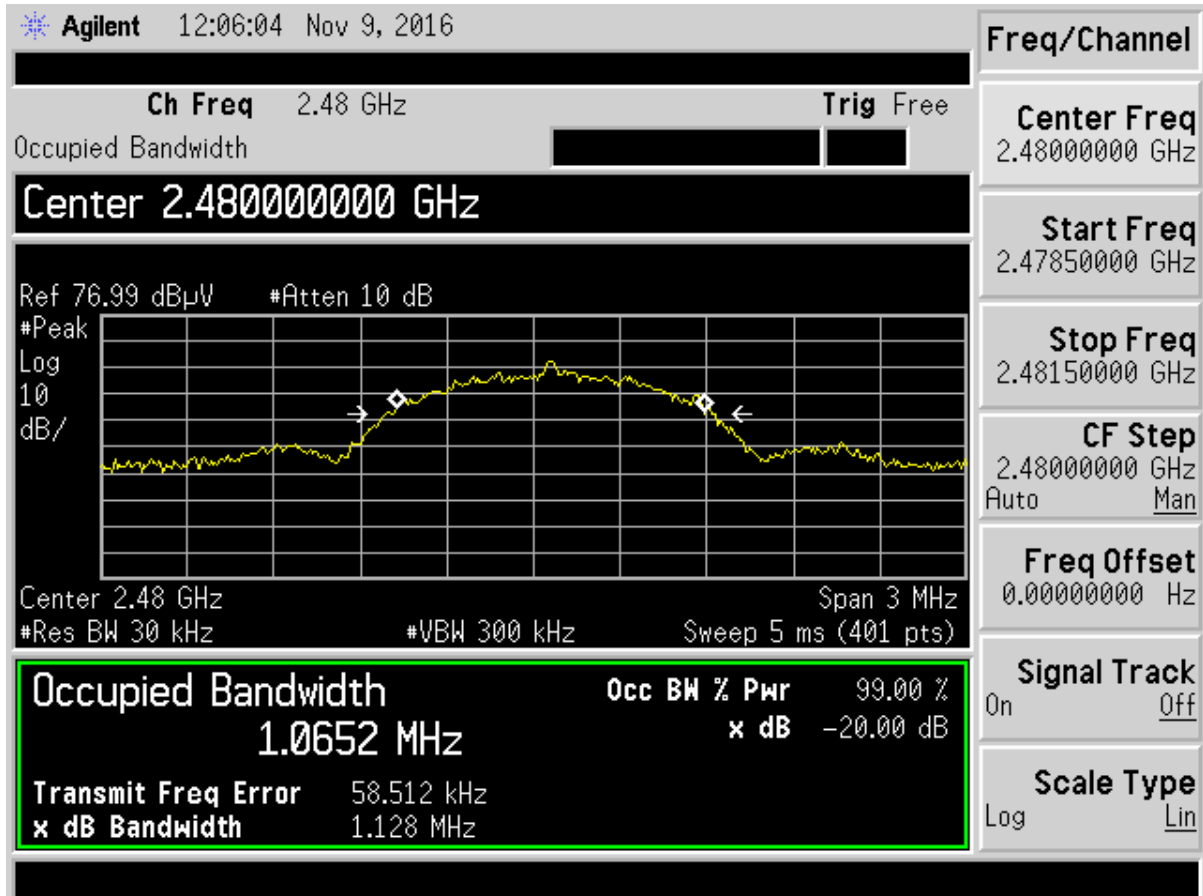 Agilent 12:06:04 Nov 9, 2016
Ch Freq 2.48 GHz Trig Free
Occupied Bandwidth
Center 2.480000000 GHz
Ref 76.99 dBµV #Atten 10 dB
#Peak
Log
10
dB/
Center 2.48 GHz Span 3 MHz
#Res BW 30 kHz #VBW 300 kHz Sweep 5 ms (401 pts)
Occupied Bandwidth Occ BW % Pwr 99.00 %
1.0652 MHz x dB -20.00 dB
Transmit Freq Error 58.512 kHz
x dB Bandwidth 1.128 MHz
Freq/Channel
Center Freq
2.48000000 GHz
Start Freq
2.47850000 GHz
Stop Freq
2.48150000 GHz
CF Step
2.48000000 GHz
Auto Man
Freq Offset
0.00000000 Hz
Signal Track
On Off
Scale Type
Log Lin